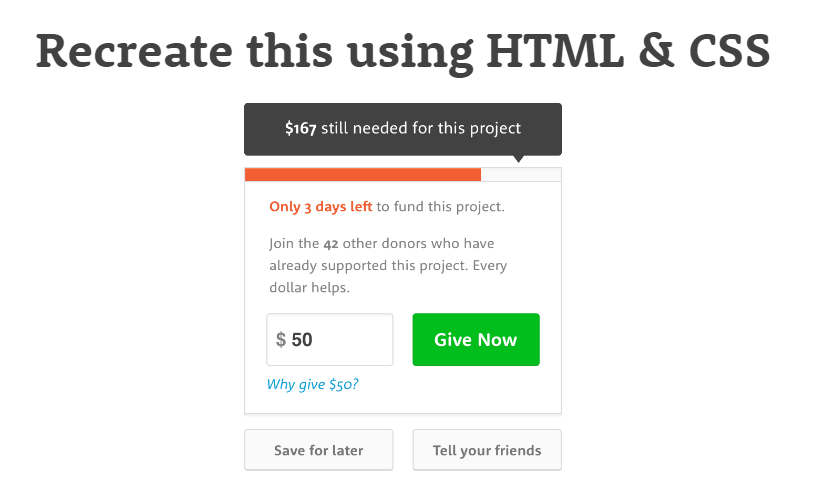 Recreate this using HTML & CSS
$167 still needed for this project
Only 3 days left to fund this project.
Join the 42 other donors who have
already supported this project. Every
dollar helps.
$ 50
Give Now
Why give $50?
Save for later
Tell your friends